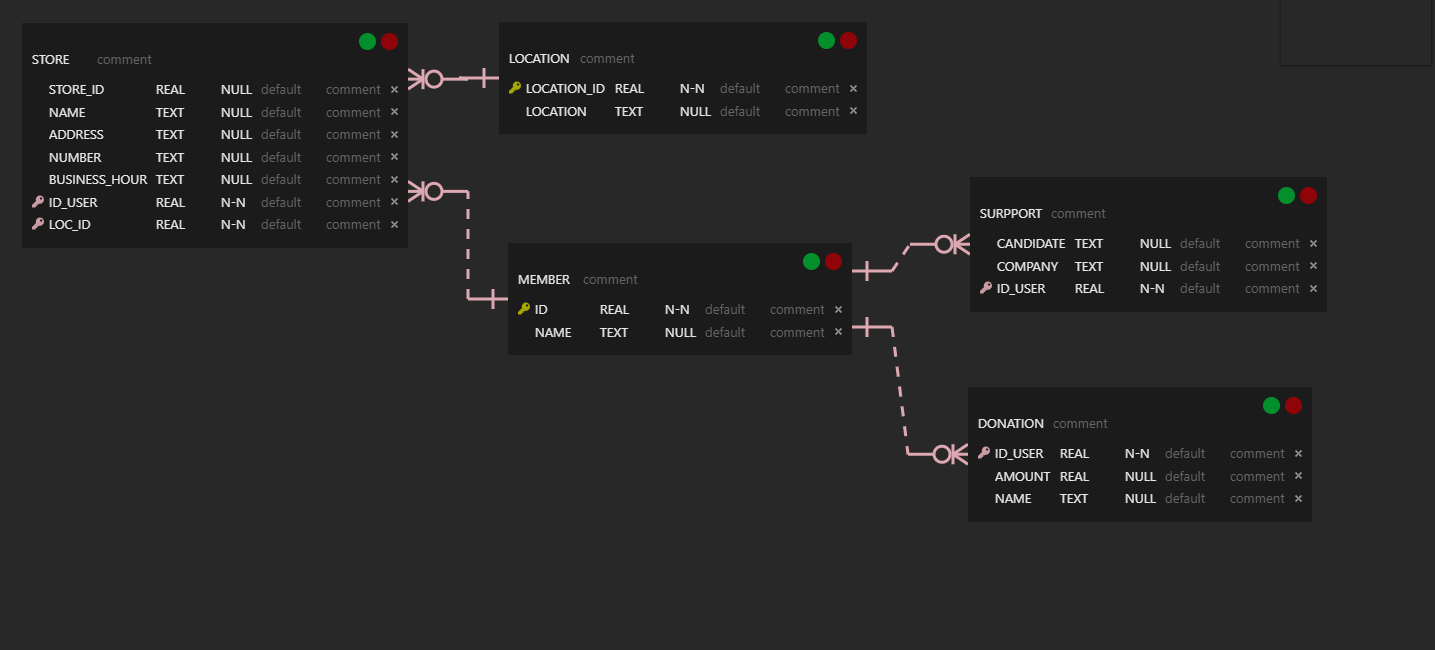 STORE comment
STORE_ID REAL NULL default comment ×
NAME TEXT NULL default comment ×
ADDRESS TEXT NULL default comment ×
NUMBER TEXT NULL default comment ×
BUSINESS_HOUR TEXT NULL default comment ×
ID_USER REAL N-N default comment ×
LOC_ID REAL N-N default comment ×
LOCATION comment
LOCATION_ID REAL N-N default comment ×
LOCATION TEXT NULL default comment ×
MEMBER comment
ID REAL N-N default comment ×
NAME TEXT NULL default comment ×
SURPPORT comment
CANDIDATE TEXT NULL default comment ×
COMPANY TEXT NULL default comment ×
ID_USER REAL N-N default comment ×
DONATION comment
ID_USER REAL N-N default comment ×
AMOUNT REAL NULL default comment ×
NAME TEXT NULL default comment ×